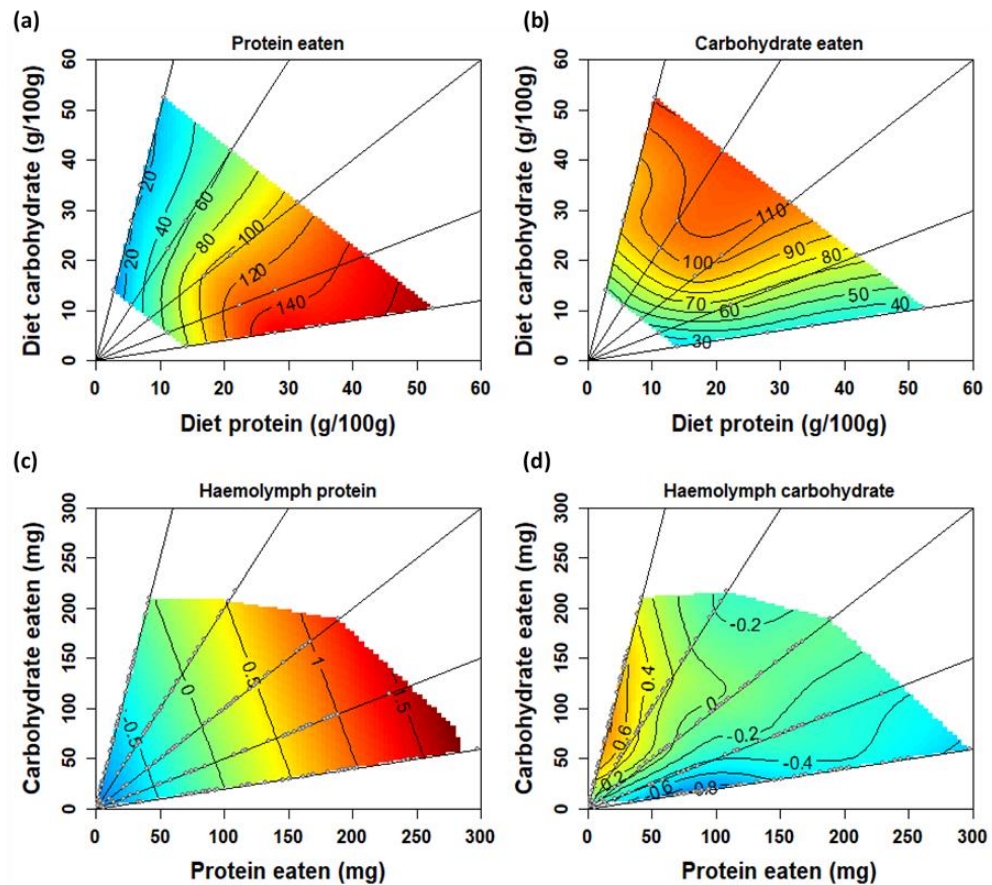 (a)
Protein eaten
Diet carbohydrate (g/100g)
60
50
40
30
20
10
0
20
20
40
60
80
100
120
140
0 10 20 30 40 50 60
Diet protein (g/100g)
(b)
Carbohydrate eaten
Diet carbohydrate (g/100g)
60
50
40
30
20
10
0
110
100
90
80
70
60
50
40
30
0 10 20 30 40 50 60
Diet protein (g/100g)
(c)
Haemolymph protein
Carbohydrate eaten (mg)
300
250
200
150
100
50
0
-0.5
0
0.5
1
1.5
0 50 100 150 200 250 300
Protein eaten (mg)
(d)
Haemolymph carbohydrate
Carbohydrate eaten (mg)
300
250
200
150
100
50
0
-0.2
0.4
0
0.6
-0.2
0.2
-0.4
-0.6
-0.8
0 50 100 150 200 250 300
Protein eaten (mg)